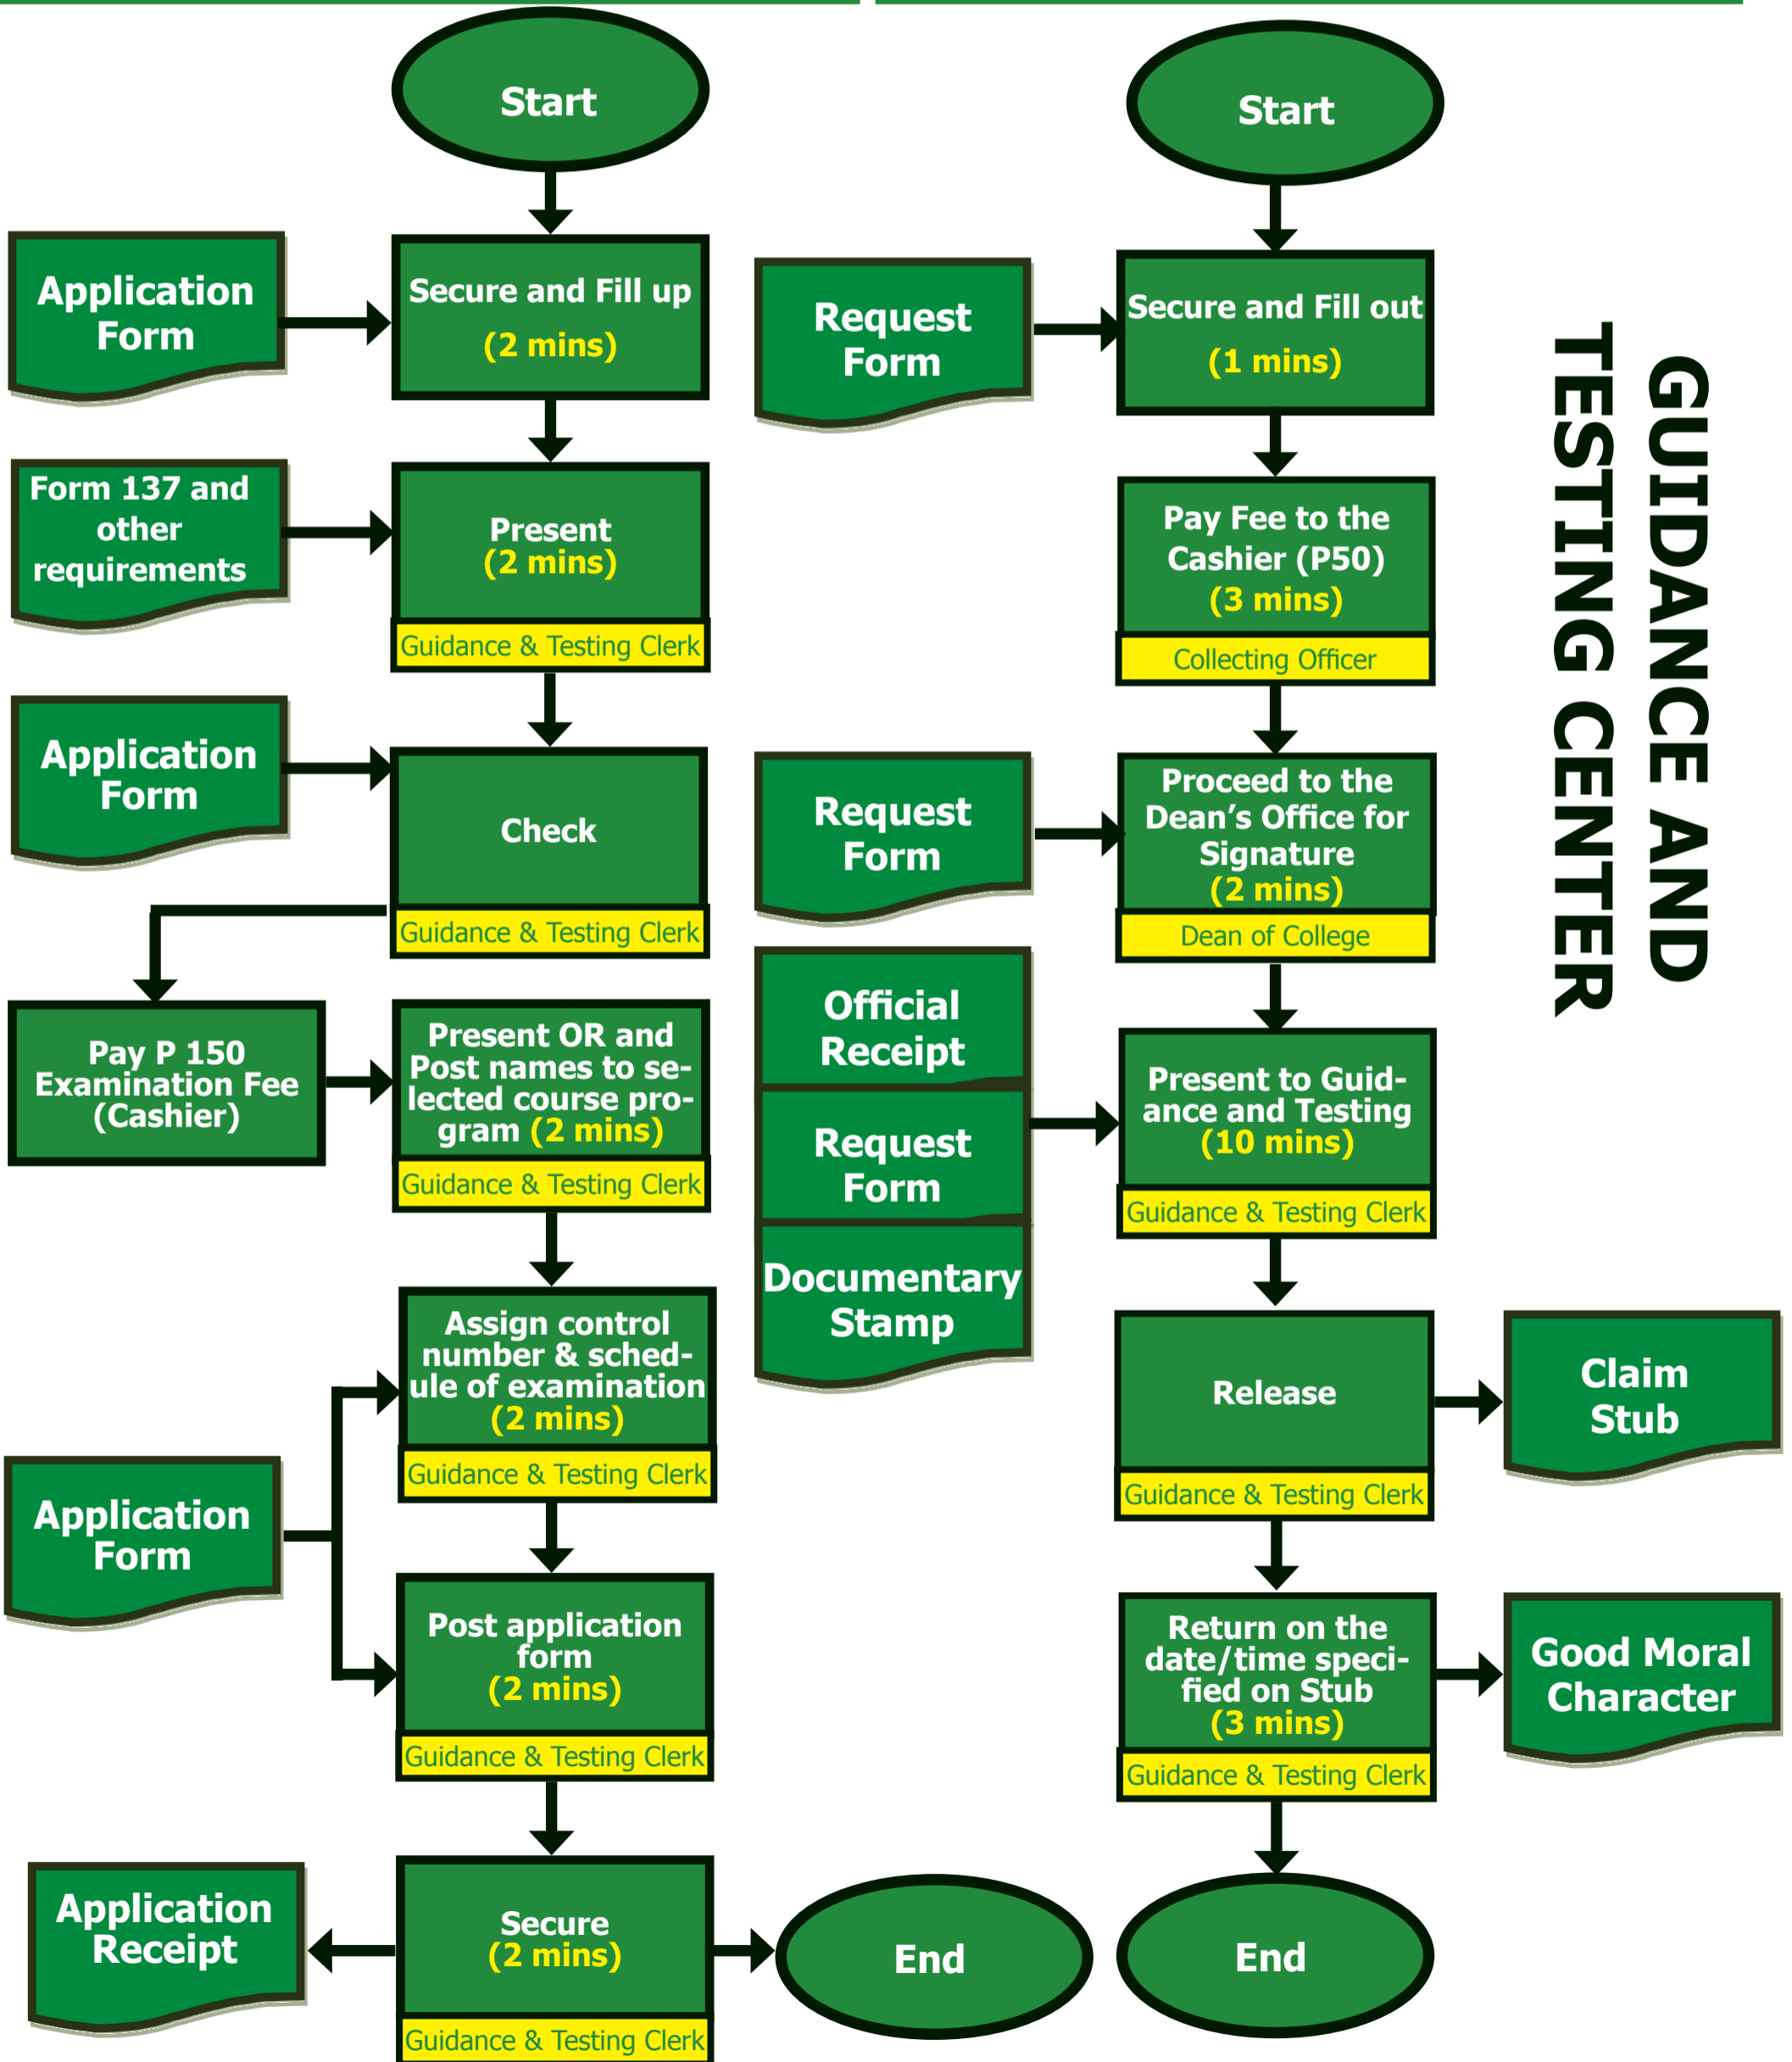 Start
Application
Form
Secure and Fill up
(2 mins)
Form 137 and
other
requirements
Present
(2 mins)
Guidance & Testing Clerk
Application
Form
Check
Guidance & Testing Clerk
Pay P 150
Examination Fee
(Cashier)
Present OR and
Post names to se-
lected course pro-
gram (2 mins)
Guidance & Testing Clerk
Assign control
number & sched-
ule of examination
(2 mins)
Guidance & Testing Clerk
Application
Form
Post application
form
(2 mins)
Guidance & Testing Clerk
Application
Receipt
Secure
(2 mins)
Guidance & Testing Clerk
End
Start
Request
Form
Secure and Fill out
(1 mins)
Pay Fee to the
Cashier (P50)
(3 mins)
Collecting Officer
Request
Form
Proceed to the
Dean’s Office for
Signature
(2 mins)
Dean of College
Official
Receipt
Request
Form
Documentary
Stamp
Present to Guid-
ance and Testing
(10 mins)
Guidance & Testing Clerk
Release
Guidance & Testing Clerk
Claim
Stub
Return on the
date/time speci-
fied on Stub
(3 mins)
Guidance & Testing Clerk
Good Moral
Character
End
GUIDANCE AND
TESTING CENTER